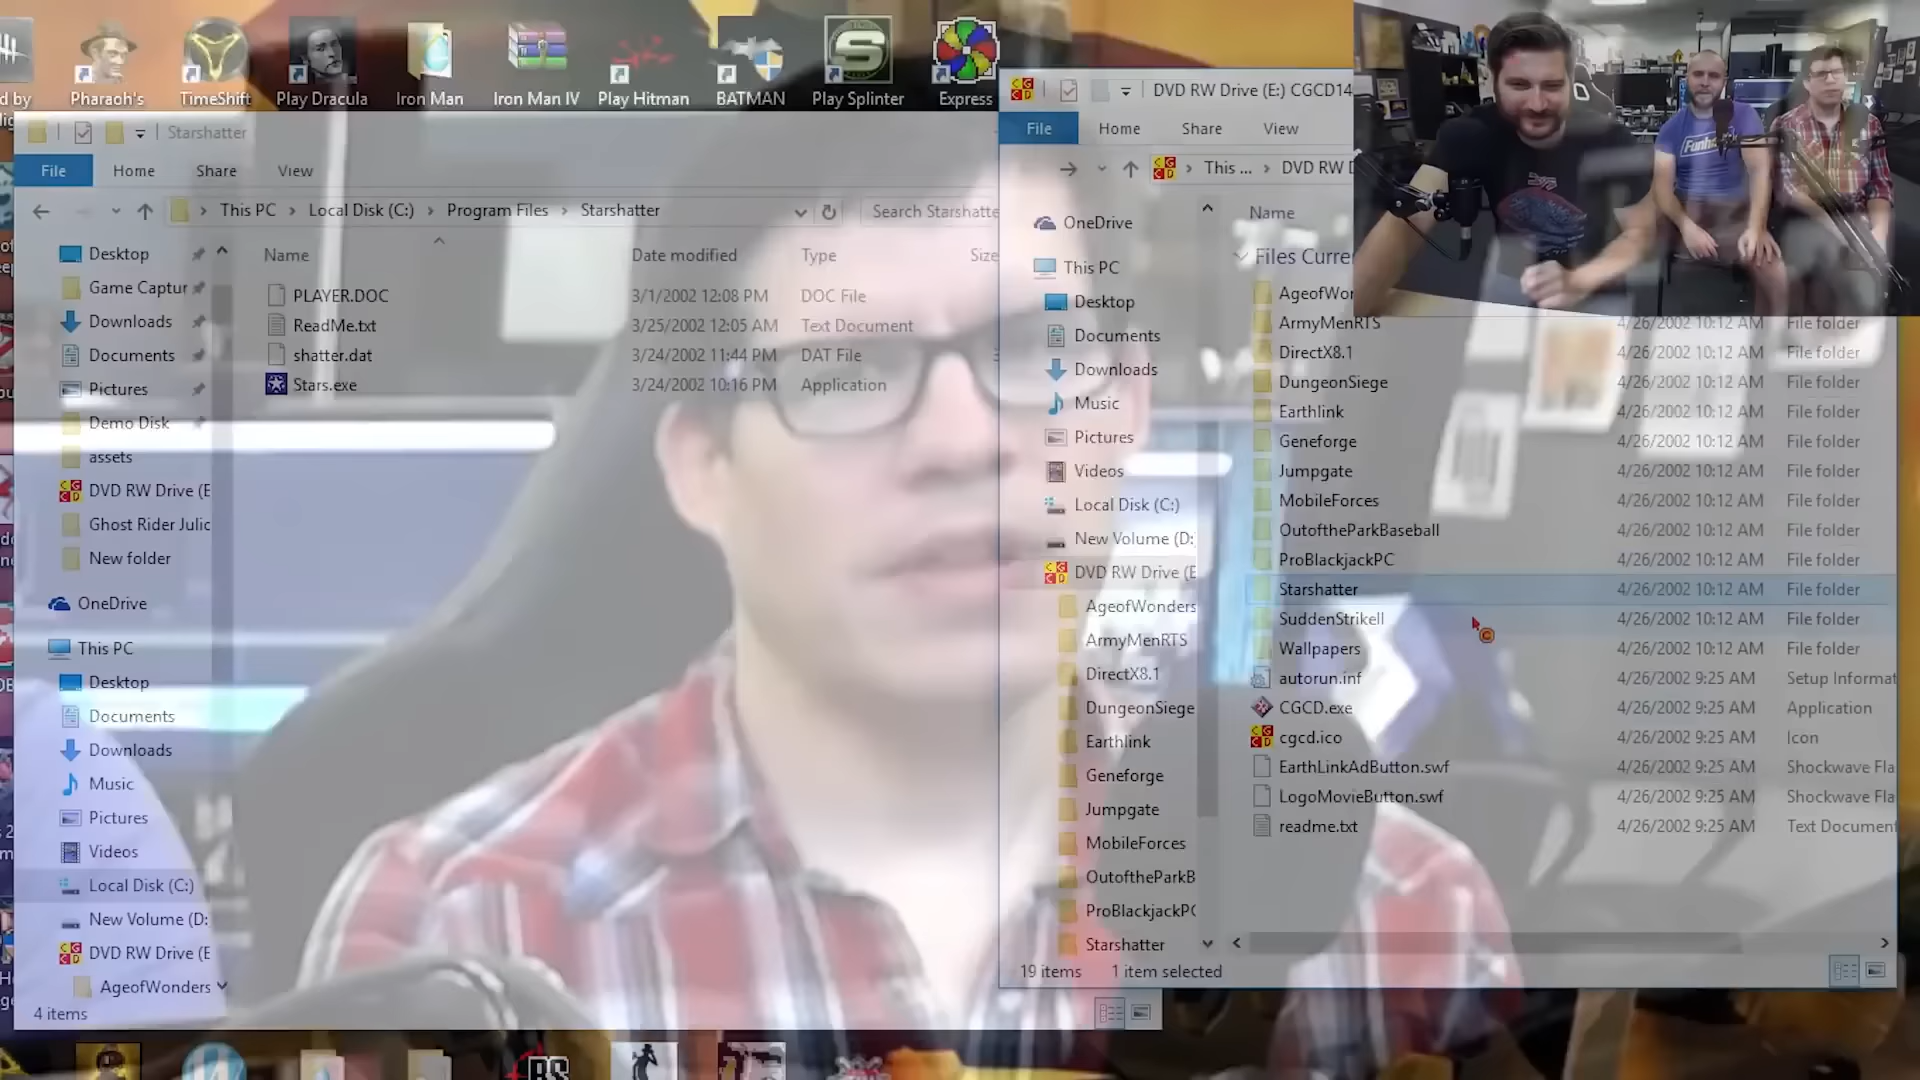 d by
Pharaoh's
TimeShift
Play Dracula
Iron Man
Iron Man IV
Play Hitman
BATMAN
Play Splinter
Express
Starshatter
File Home Share View
This PC Local Disk (C:) Program Files Starshatter
Search Starshatte
Name Date modified Type Size
PLAYER.DOC 3/1/2002 12:08 PM DOC File
ReadMe.txt 3/25/2002 12:05 AM Text Document
shatter.dat 3/24/2002 11:44 PM DAT File
Stars.exe 3/24/2002 10:16 PM Application
Desktop
Game Captur
Downloads
Documents
Pictures
Demo Disk
assets
DVD RW Drive (E
Ghost Rider Julic
New folder
OneDrive
This PC
Desktop
Documents
Downloads
Music
Pictures
Videos
Local Disk (C:)
New Volume (D:
DVD RW Drive (E
AgeofWonders
4 items
DVD RW Drive (E:) CGCD14
File Home Share View
This ... DVD RW D
OneDrive
This PC
Desktop
Documents
Downloads
Music
Pictures
Videos
Local Disk (C:)
New Volume (D:
DVD RW Drive (E
AgeofWonders
ArmyMenRTS
DirectX8.1
DungeonSiege
Earthlink
Geneforge
Jumpgate
MobileForces
OutoftheParkB
ProBlackjackPC
Starshatter
Name
Files Curre
AgeofWor
ArmyMenRTS 4/26/2002 10:12 AM File folder
DirectX8.1 4/26/2002 10:12 AM File folder
DungeonSiege 4/26/2002 10:12 AM File folder
Earthlink 4/26/2002 10:12 AM File folder
Geneforge 4/26/2002 10:12 AM File folder
Jumpgate 4/26/2002 10:12 AM File folder
MobileForces 4/26/2002 10:12 AM File folder
OutoftheParkBaseball 4/26/2002 10:12 AM File folder
ProBlackjackPC 4/26/2002 10:12 AM File folder
Starshatter 4/26/2002 10:12 AM File folder
SuddenStrikeII 4/26/2002 10:12 AM File folder
Wallpapers 4/26/2002 10:12 AM File folder
autorun.inf 4/26/2002 9:25 AM Setup Informat
CGCD.exe 4/26/2002 9:25 AM Application
cgcd.ico 4/26/2002 9:25 AM Icon
EarthLinkAdButton.swf 4/26/2002 9:25 AM Shockwave Fla
LogoMovieButton.swf 4/26/2002 9:25 AM Shockwave Fla
readme.txt 4/26/2002 9:25 AM Text Document
19 items 1 item selected
Funh
RS